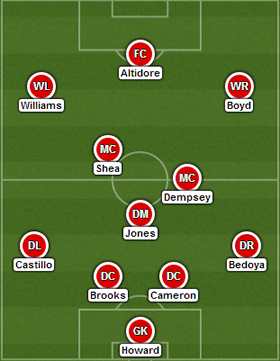 FC
Altidore
WL
WR
Williams
Boyd
MC
Shea
MC
Dempsey
DM
Jones
DL
DR
Castillo
Bedoya
DC
DC
Brooks
Cameron
GK
Howard